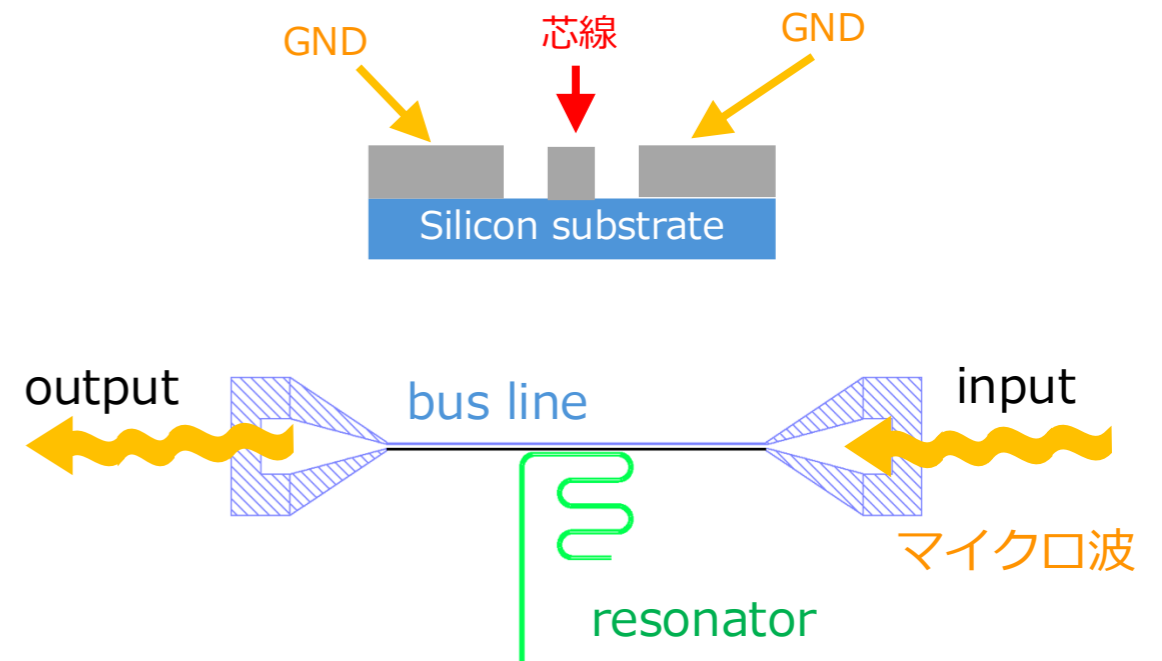 GND
芯線
GND
Silicon substrate
output
bus line
input
マイクロ波
resonator